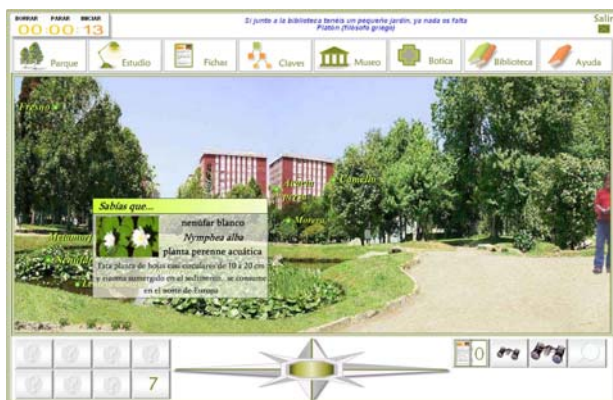 BORRAR PARAR INICIAR
00:00:13
Si junto a la biblioteca tenéis un pequeño jardín, ya nada os falta
Platón (filósofo griego)
Salir
Parque
Estudio
Fichas
Claves
Museo
Botica
Biblioteca
Ayuda
Fresno
Camello
Morera
Sabías que...
nenúfar blanco
Nymphea alba
planta perenne acuática
Esta planta de hojas casi circulares de 10 a 20 cm
y rizoma sumergido en el sedimento... se consume
en el norte de Europa
7
0